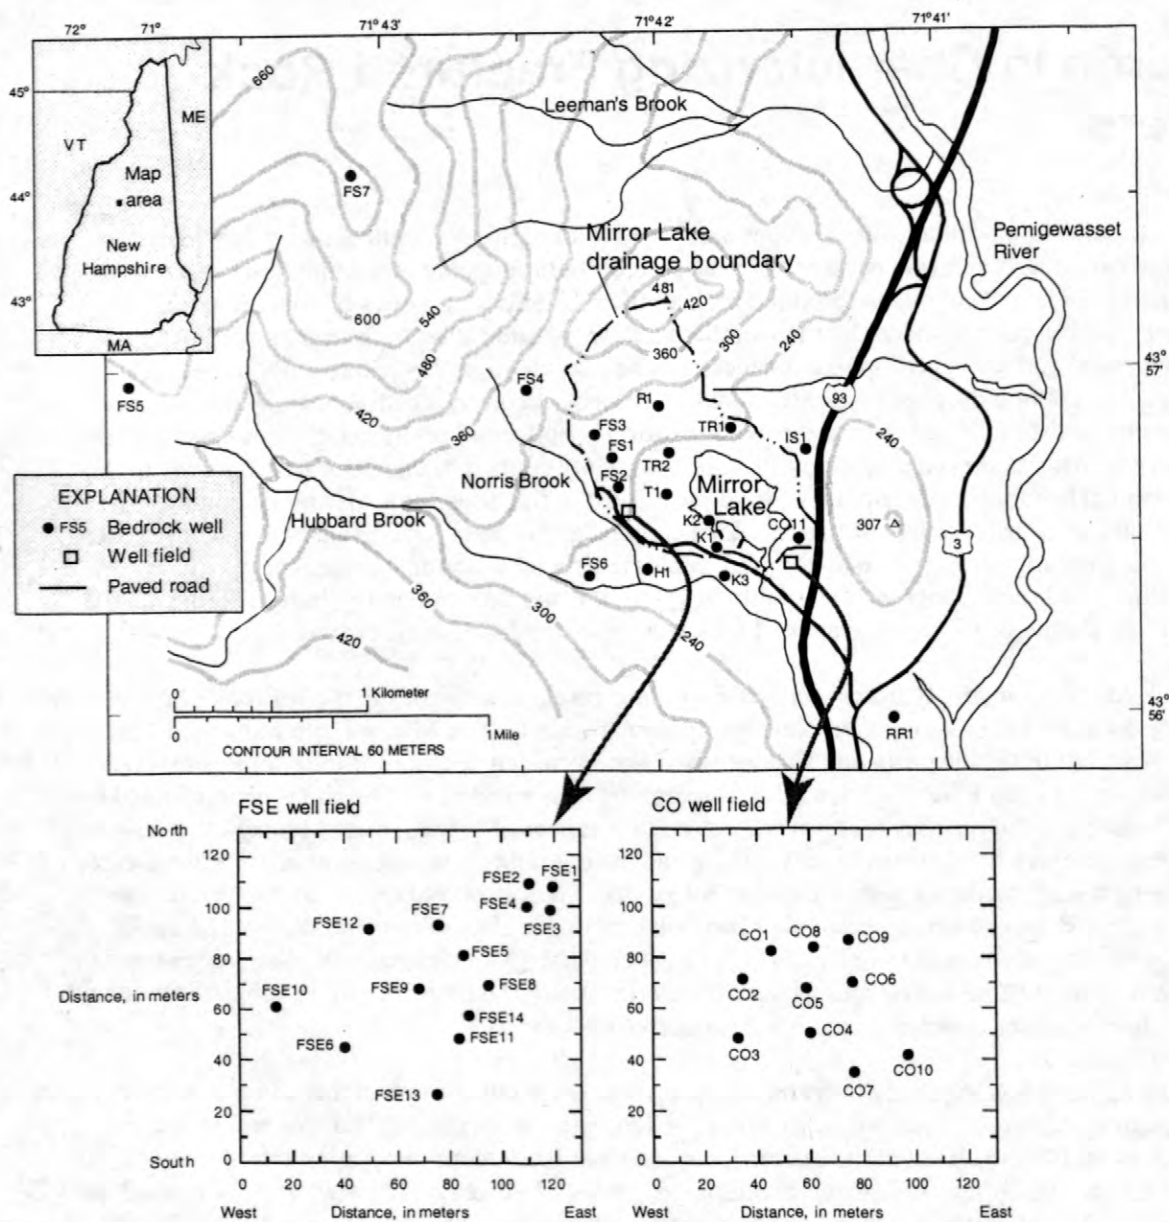 72° 71° 71° 43' 71° 42' 71° 41'
45°
660
ME
VT
Leeman's Brook
Map
area
44°
FS7
New
Hampshire
Mirror Lake
drainage boundary
Pemigewasset
River
43°
481
420
540
600
300
240
MA
480
360
43°
57'
FS5
FS4
R1
93
420
FS3
TR1
IS1
240
360
FS1
TR2
FS2
EXPLANATION
Norris Brook
T1
Mirror
Lake
FS5 Bedrock well
Hubbard Brook
K2
CO11
307
Well field
K1
3
Paved road
FS6
H1
K3
360
300
420
240
0 1 Kilometer
0 1 Mile
CONTOUR INTERVAL 60 METERS
RR1
43°
56'
FSE well field
North
120
100
80
Distance, in meters
60
40
20
0
South
FSE2 FSE1
FSE4
FSE12 FSE7
FSE3
FSE5
FSE10 FSE9 FSE8
FSE14
FSE6 FSE11
FSE13
0 20 40 60 80 100 120
West Distance, in meters East
CO well field
120
100
80
60
40
20
0
CO1 CO8 CO9
CO2 CO5 CO6
CO4
CO3 CO10
CO7
0 20 40 60 80 100 120
West Distance, in meters East